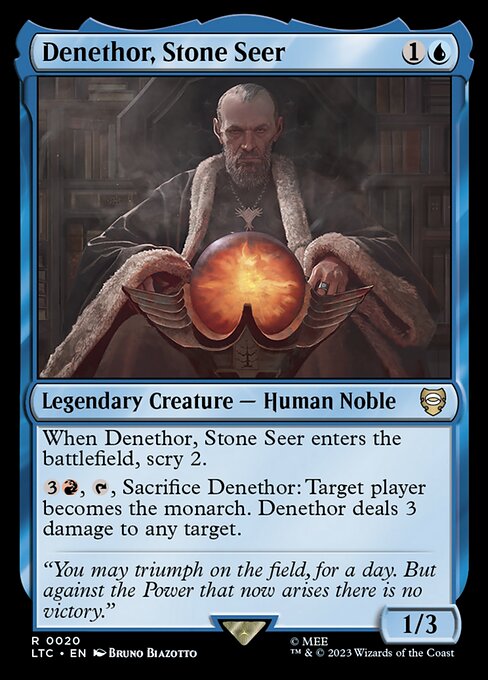 Denethor, Stone Seer 1
Legendary Creature — Human Noble
When Denethor, Stone Seer enters the
battlefield, scry 2.
3, Sacrifice Denethor: Target player
becomes the monarch. Denethor deals 3
damage to any target.
“You may triumph on the field, for a day. But
against the Power that now arises there is no
victory.”
1/3
R 0020
LTC • EN Bruno Biazotto
© MEE
™ & © 2023 Wizards of the Coast